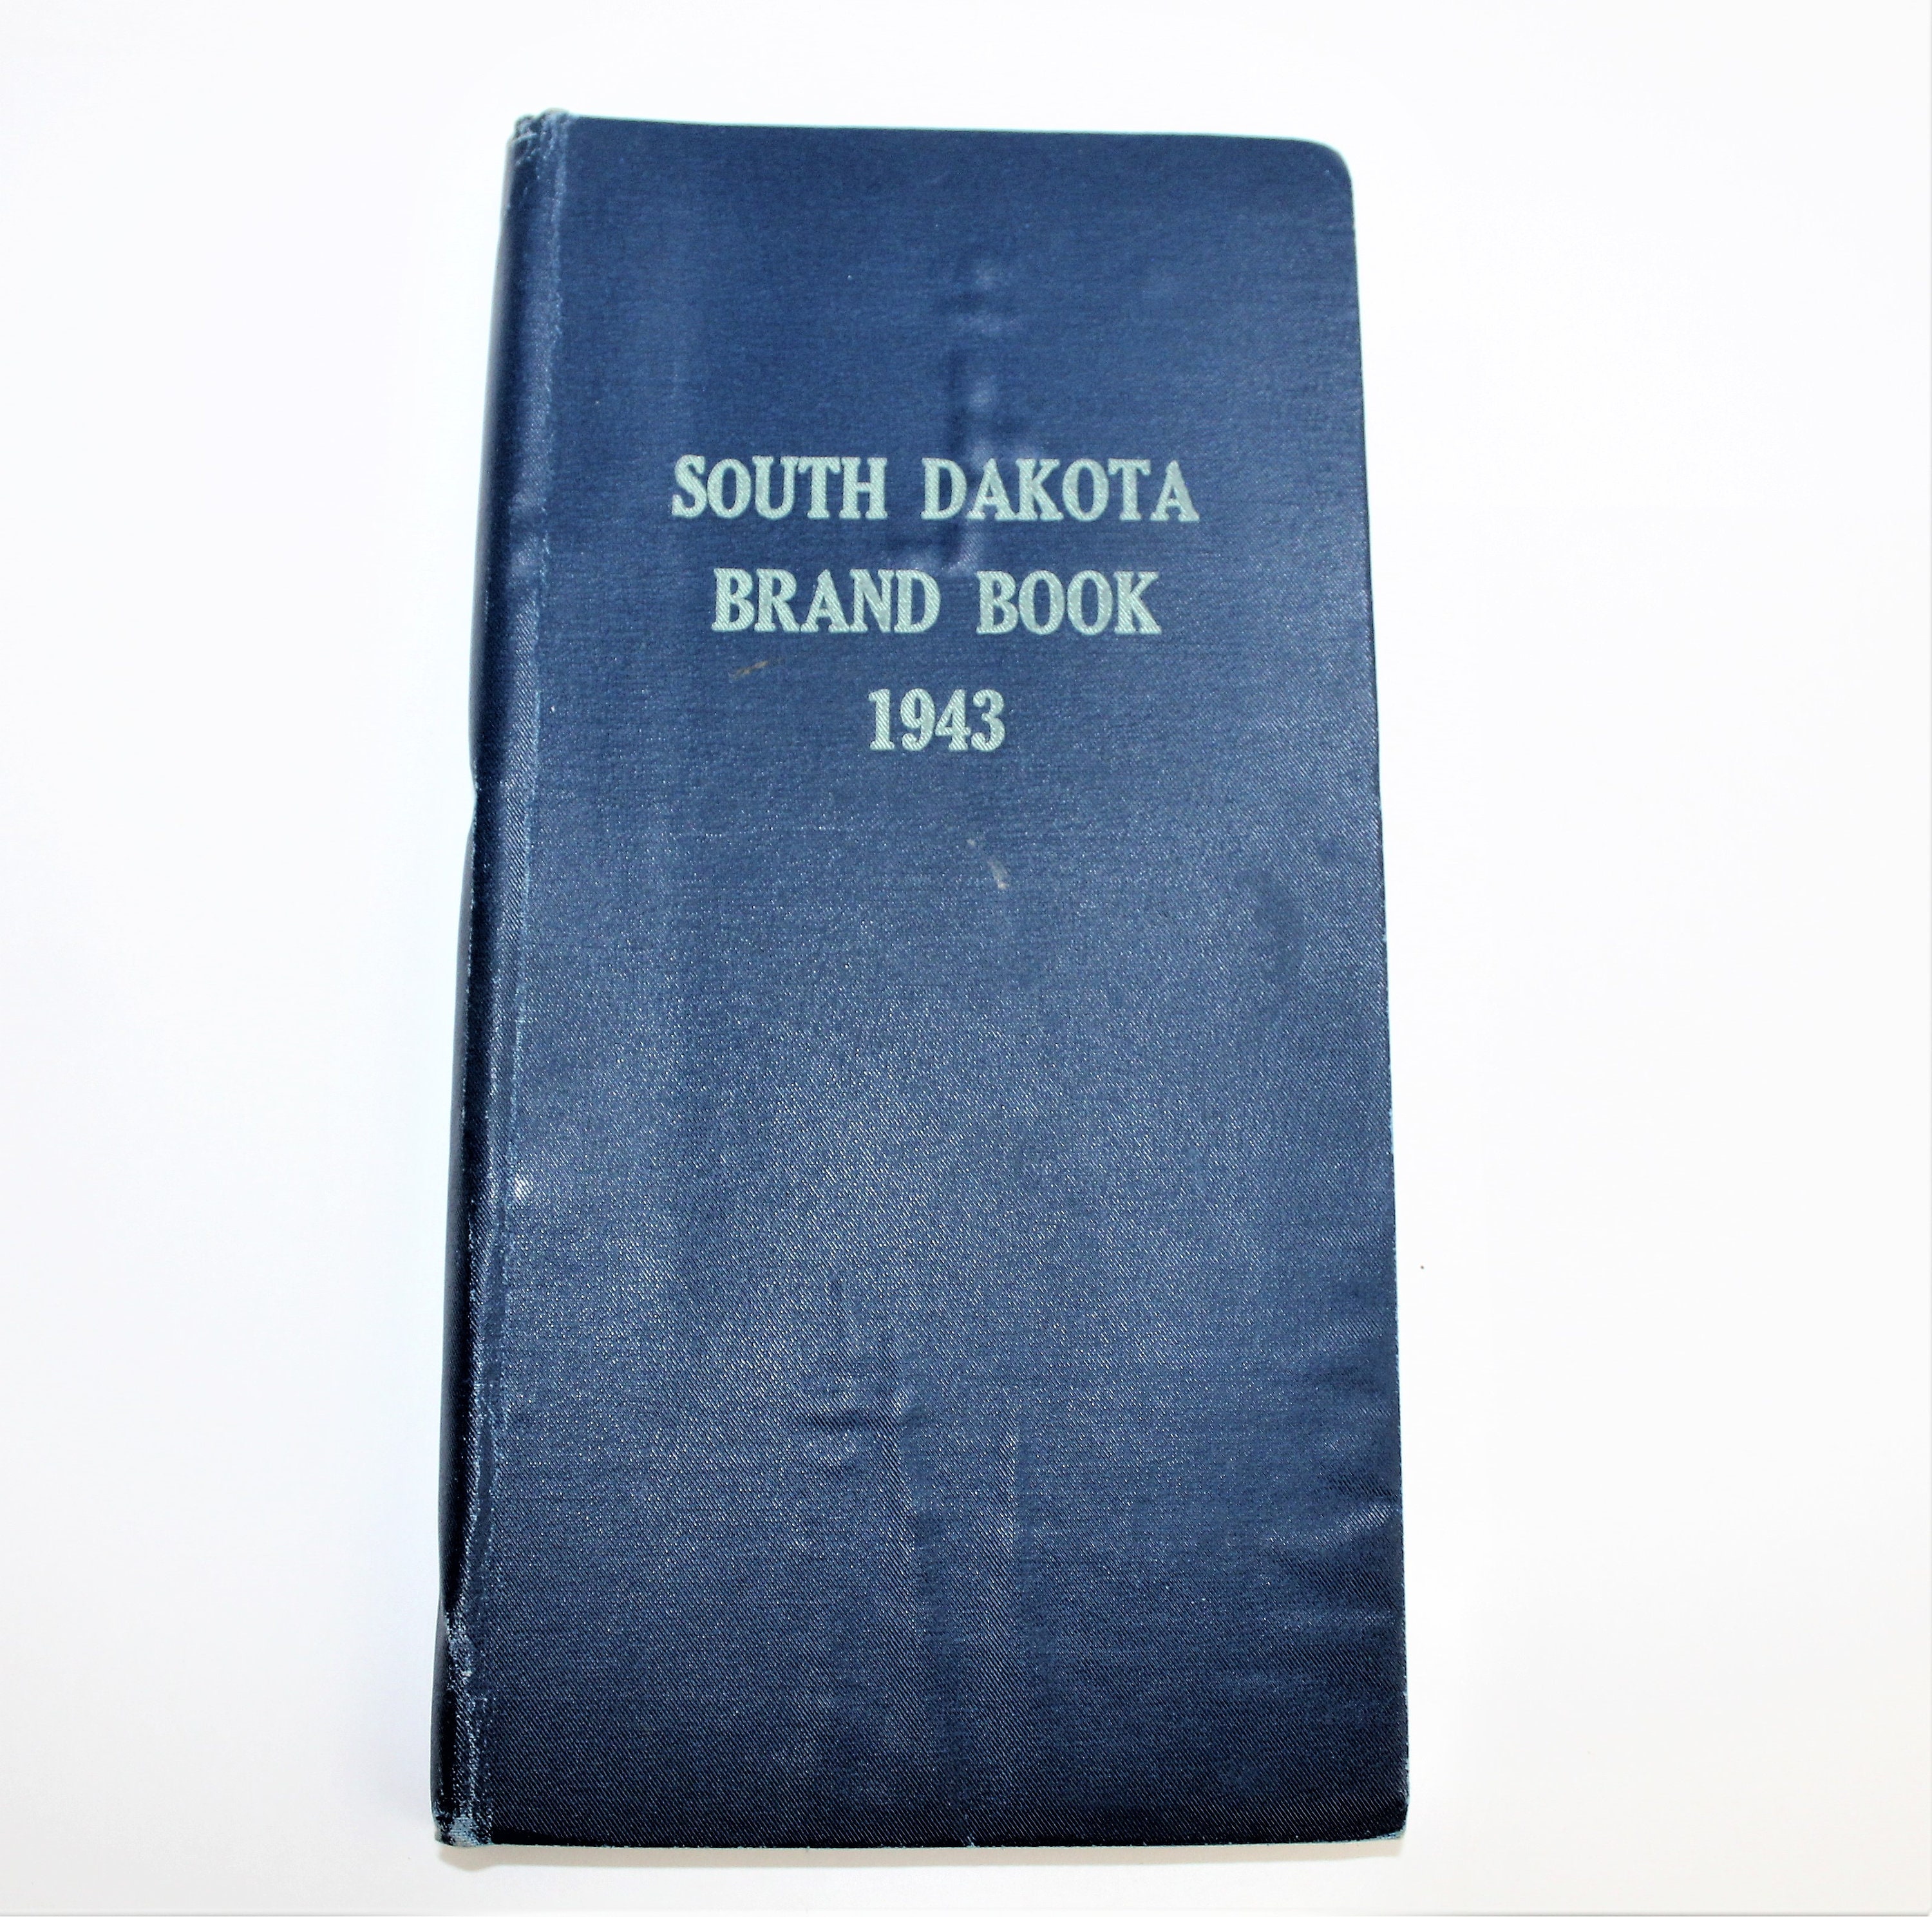 SOUTH DAKOTA
BRAND BOOK
1943